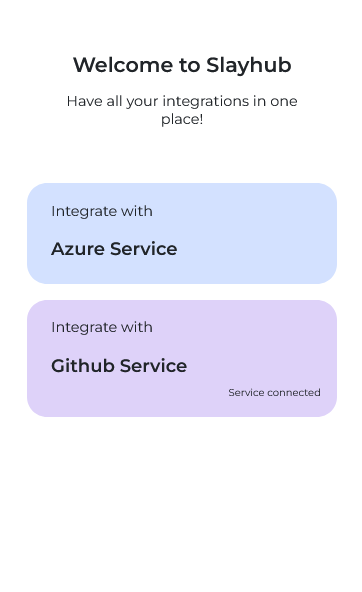 Welcome to Slayhub
Have all your integrations in one
place!
Integrate with
Azure Service
Integrate with
Github Service
Service connected